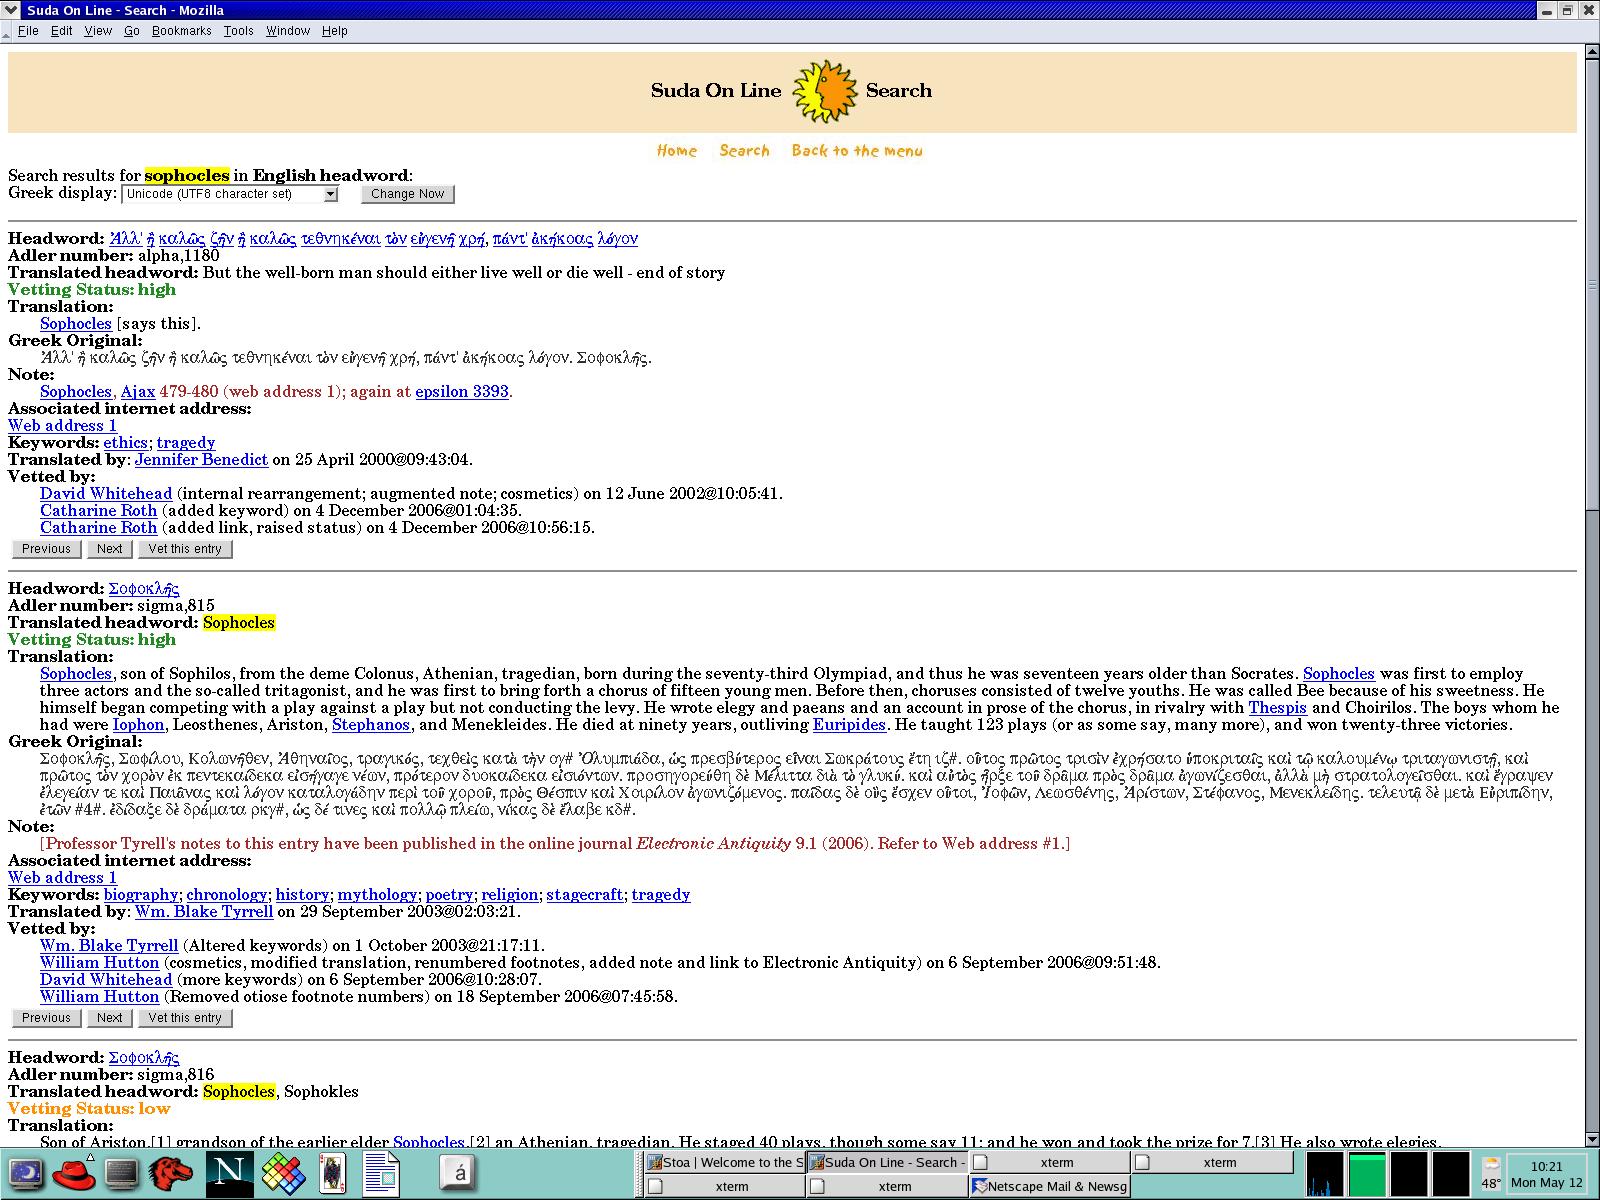 Suda On Line - Search - Mozilla
File Edit View Go Bookmarks Tools Window Help
Suda On Line Search
Home Search Back to the menu
Search results for sophocles in English headword:
Greek display: Unicode (UTF8 character set) Change Now
Headword: Ἀλλ' ἢ καλῶς ζῆν ἢ καλῶς τεθνηκέναι τὸν εὐγενῆ χρή, πάντ' ἀκήκοας λόγον
Adler number: alpha,1180
Translated headword: But the well-born man should either live well or die well - end of story
Vetting Status: high
Translation:
Sophocles [says this].
Greek Original:
Ἀλλ' ἢ καλῶς ζῆν ἢ καλῶς τεθνηκέναι τὸν εὐγενῆ χρή, πάντ' ἀκήκοας λόγον. Σοφοκλῆς.
Note:
Sophocles, Ajax 479-480 (web address 1); again at epsilon 3393.
Associated internet address:
Web address 1
Keywords: ethics; tragedy
Translated by: Jennifer Benedict on 25 April 2000@09:43:04.
Vetted by:
David Whitehead (internal rearrangement; augmented note; cosmetics) on 12 June 2002@10:05:41.
Catharine Roth (added keyword) on 4 December 2006@01:04:35.
Catharine Roth (added link, raised status) on 4 December 2006@10:56:15.
Previous Next Vet this entry
Headword: Σοφοκλῆς
Adler number: sigma,815
Translated headword: Sophocles
Vetting Status: high
Translation:
Sophocles, son of Sophilos, from the deme Colonus, Athenian, tragedian, born during the seventy-third Olympiad, and thus he was seventeen years older than Socrates. Sophocles was first to employ
three actors and the so-called tritagonist, and he was first to bring forth a chorus of fifteen young men. Before then, choruses consisted of twelve youths. He was called Bee because of his sweetness. He
himself began competing with a play against a play but not conducting the levy. He wrote elegy and paeans and an account in prose of the chorus, in rivalry with Thespis and Choirilos. The boys whom he
had were Iophon, Leosthenes, Ariston, Stephanos, and Menekleides. He died at ninety years, outliving Euripides. He taught 123 plays (or as some say, many more), and won twenty-three victories.
Greek Original:
Σοφοκλῆς, Σωφίλου, Κολωνῆθεν, Ἀθηναῖος, τραγικός, τεχθεὶς κατὰ τὴν ογ# Ὀλυμπιάδα, ὡς πρεσβύτερος εἶναι Σωκράτους ἔτη ιζ#. οὗτος πρῶτος τρισὶν ἐχρήσατο ὑποκριταῖς καὶ τῷ καλουμένῳ τριταγωνιστῇ, καὶ
πρῶτος τὸν χορὸν ἐκ πεντεκαίδεκα εἰσήγαγε νέων, πρότερον δυοκαίδεκα εἰσιόντων. προσηγορεύθη δὲ Μέλιττα διὰ τὸ γλυκύ. καὶ αὐτὸς ἦρξε τοῦ δρᾶμα πρὸς δρᾶμα ἀγωνίζεσθαι, ἀλλὰ μὴ στρατολογεῖσθαι. καὶ ἔγραψεν
ἐλεγείαν τε καὶ Παιᾶνας καὶ λόγον καταλογάδην περὶ τοῦ χοροῦ, πρὸς Θέσπιν καὶ Χοιρίλον ἀγωνιζόμενος. παῖδας δὲ οὓς ἔσχεν οὗτοι, Ἰοφῶν, Λεωσθένης, Ἀρίστων, Στέφανος, Μενεκλείδης. τελευτᾷ δὲ μετὰ Εὐριπίδην,
ἐτῶν #4#. ἐδίδαξε δὲ δράματα ρκγ#, ὡς δέ τινες καὶ πολλῷ πλείω, νίκας δὲ ἔλαβε κδ#.
Note:
[Professor Tyrell's notes to this entry have been published in the online journal Electronic Antiquity 9.1 (2006). Refer to Web address #1.]
Associated internet address:
Web address 1
Keywords: biography; chronology; history; mythology; poetry; religion; stagecraft; tragedy
Translated by: Wm. Blake Tyrrell on 29 September 2003@02:03:21.
Vetted by:
Wm. Blake Tyrrell (Altered keywords) on 1 October 2003@21:17:11.
William Hutton (cosmetics, modified translation, renumbered footnotes, added note and link to Electronic Antiquity) on 6 September 2006@09:51:48.
David Whitehead (more keywords) on 6 September 2006@10:28:07.
William Hutton (Removed otiose footnote numbers) on 18 September 2006@07:45:58.
Previous Next Vet this entry
Headword: Σοφοκλῆς
Adler number: sigma,816
Translated headword: Sophocles, Sophokles
Vetting Status: low
Translation:
Son of Ariston,[1] grandson of the earlier elder Sophocles,[2] an Athenian, tragedian. He staged 40 plays, though some say 11; and he won and took the prize for 7.[3] He also wrote elegies.
N á
Stoa | Welcome to the S Suda On Line - Search - xterm xterm
xterm xterm Netscape Mail & Newsg
48° 10:21
Mon May 12